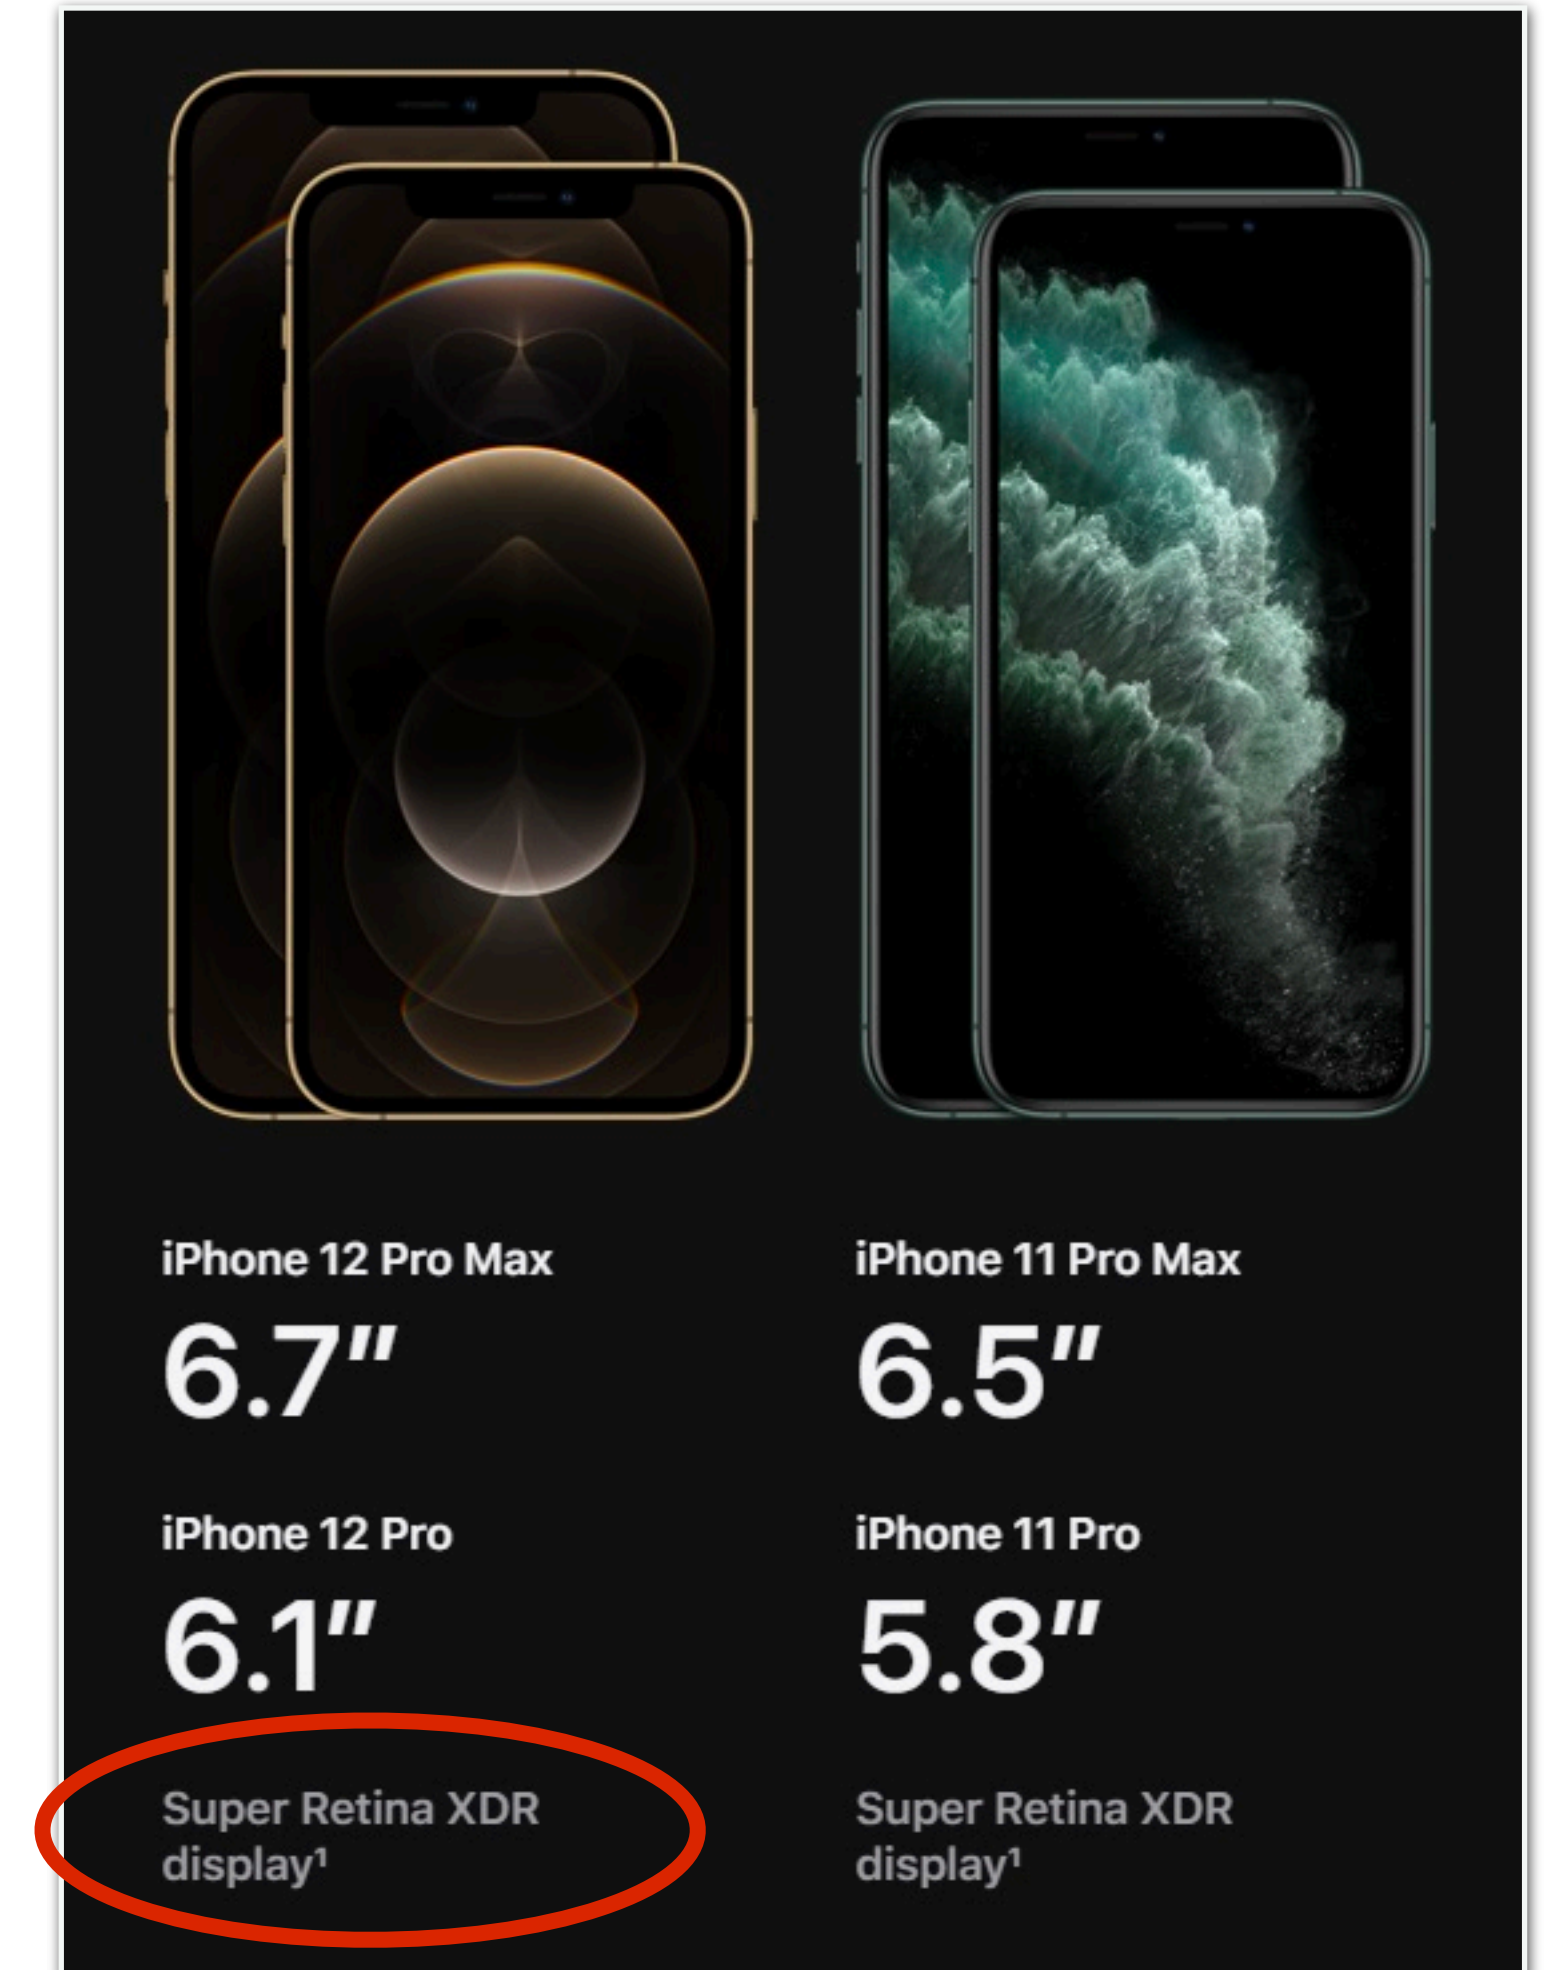 iPhone 12 Pro Max
6.7″
iPhone 12 Pro
6.1″
Super Retina XDR
display¹
iPhone 11 Pro Max
6.5″
iPhone 11 Pro
5.8″
Super Retina XDR
display¹